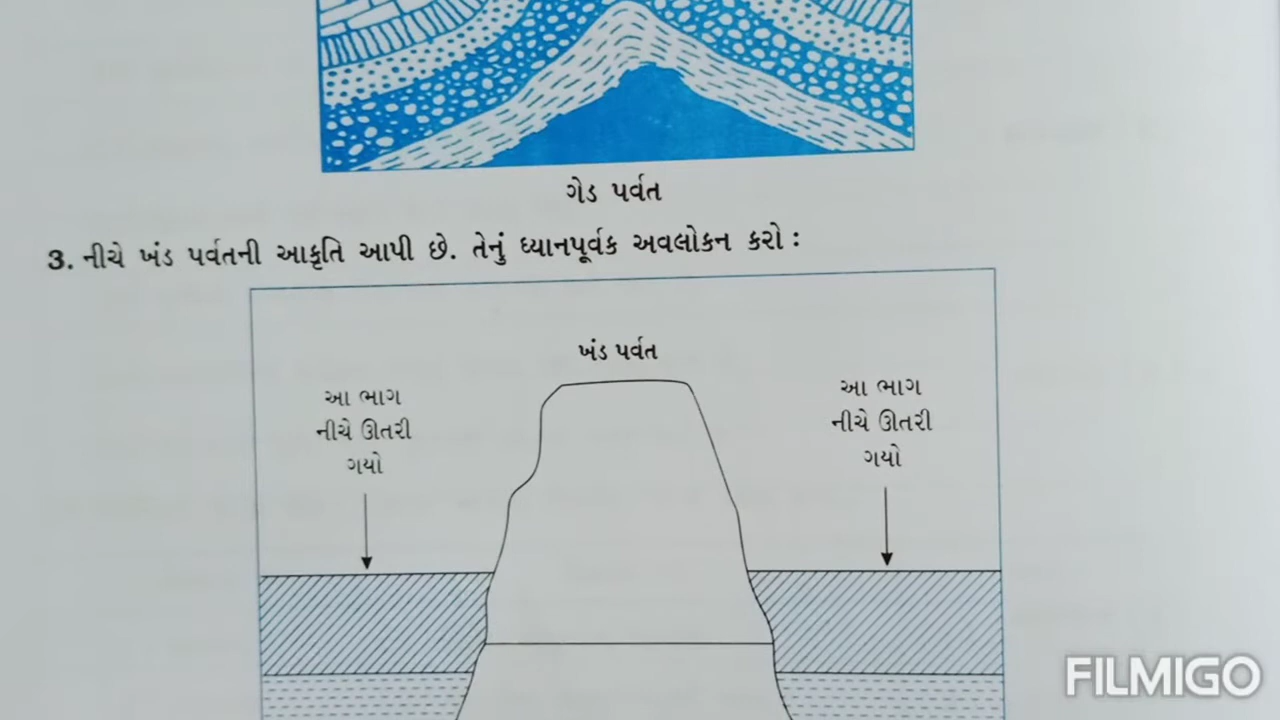 ગેડ પર્વત
3. નીચે ખંડ પર્વતની આકૃતિ આપી છે. તેનું ધ્યાનપૂર્વક અવલોકન કરો :
ખંડ પર્વત
આ ભાગ
નીચે ઊતરી
ગયો
આ ભાગ
નીચે ઊતરી
ગયો
FILMIGO